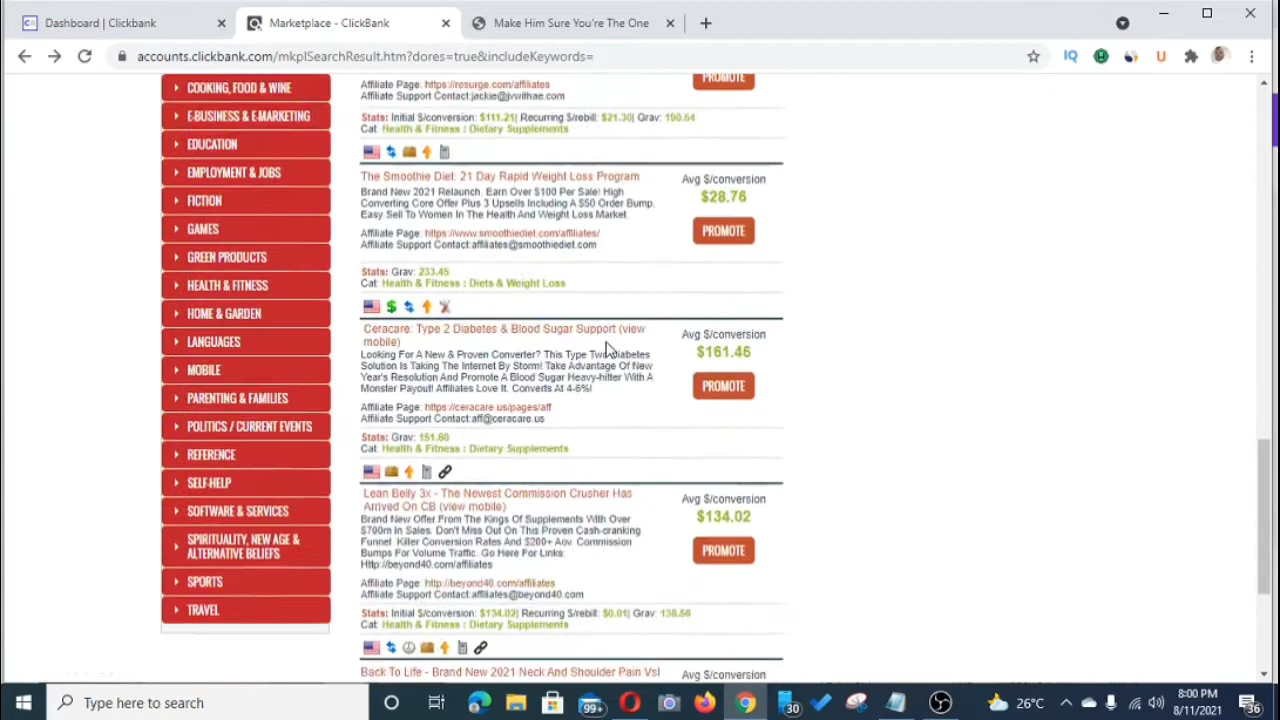 Dashboard | Clickbank
Marketplace - ClickBank
Make Him Sure You're The One
accounts.clickbank.com/mkplSearchResult.htm?dores=true&includeKeywords=
COOKING, FOOD & WINE
E-BUSINESS & E-MARKETING
EDUCATION
EMPLOYMENT & JOBS
FICTION
GAMES
GREEN PRODUCTS
HEALTH & FITNESS
HOME & GARDEN
LANGUAGES
MOBILE
PARENTING & FAMILIES
POLITICS / CURRENT EVENTS
REFERENCE
SELF-HELP
SOFTWARE & SERVICES
SPIRITUALITY, NEW AGE &
ALTERNATIVE BELIEFS
SPORTS
TRAVEL
PROMOTE
Affiliate Page: https://resurge.com/affiliates
Affiliate Support Contact:jackie@jvwithae.com
Stats: Initial $/conversion: $111.21| Recurring $/rebill: $21.30| Grav: 190.64
Cat: Health & Fitness : Dietary Supplements
The Smoothie Diet: 21 Day Rapid Weight Loss Program
Brand New 2021 Relaunch. Earn Over $100 Per Sale! High
Converting Core Offer Plus 3 Upsells Including A $50 Order Bump.
Easy Sell To Women In The Health And Weight Loss Market.
Affiliate Page: https://www.smoothiediet.com/affiliates/
Affiliate Support Contact:affiliates@smoothiediet.com
Avg $/conversion
$28.76
PROMOTE
Stats: Grav: 233.45
Cat: Health & Fitness : Diets & Weight Loss
Ceracare: Type 2 Diabetes & Blood Sugar Support (view
mobile)
Looking For A New & Proven Converter? This Type Two Diabetes
Solution Is Taking The Internet By Storm! Take Advantage Of New
Year's Resolution And Promote A Blood Sugar Heavy-hitter With A
Monster Payout! Affiliates Love It. Converts At 4-6%!
Affiliate Page: https://ceracare.us/pages/aff
Affiliate Support Contact:aff@ceracare.us
Avg $/conversion
$161.46
PROMOTE
Stats: Grav: 151.60
Cat: Health & Fitness : Dietary Supplements
Lean Belly 3x - The Newest Commission Crusher Has
Arrived On CB (view mobile)
Brand New Offer From The Kings Of Supplements With Over
$700m In Sales. Don't Miss Out On This Proven Cash-cranking
Funnel. Killer Conversion Rates And $200+ Aov. Commission
Bumps For Volume Traffic. Go Here For Links:
Http://beyond40.com/affiliates
Affiliate Page: http://beyond40.com/affiliates
Affiliate Support Contact:affiliates@beyond40.com
Avg $/conversion
$134.02
PROMOTE
Stats: Initial $/conversion: $134.02| Recurring $/rebill: $0.01| Grav: 138.56
Cat: Health & Fitness : Dietary Supplements
Back To Life - Brand New 2021 Neck And Shoulder Pain Vsl
Avg $/conversion
Type here to search
99+
30
26°C
8:00 PM
8/11/2021
36